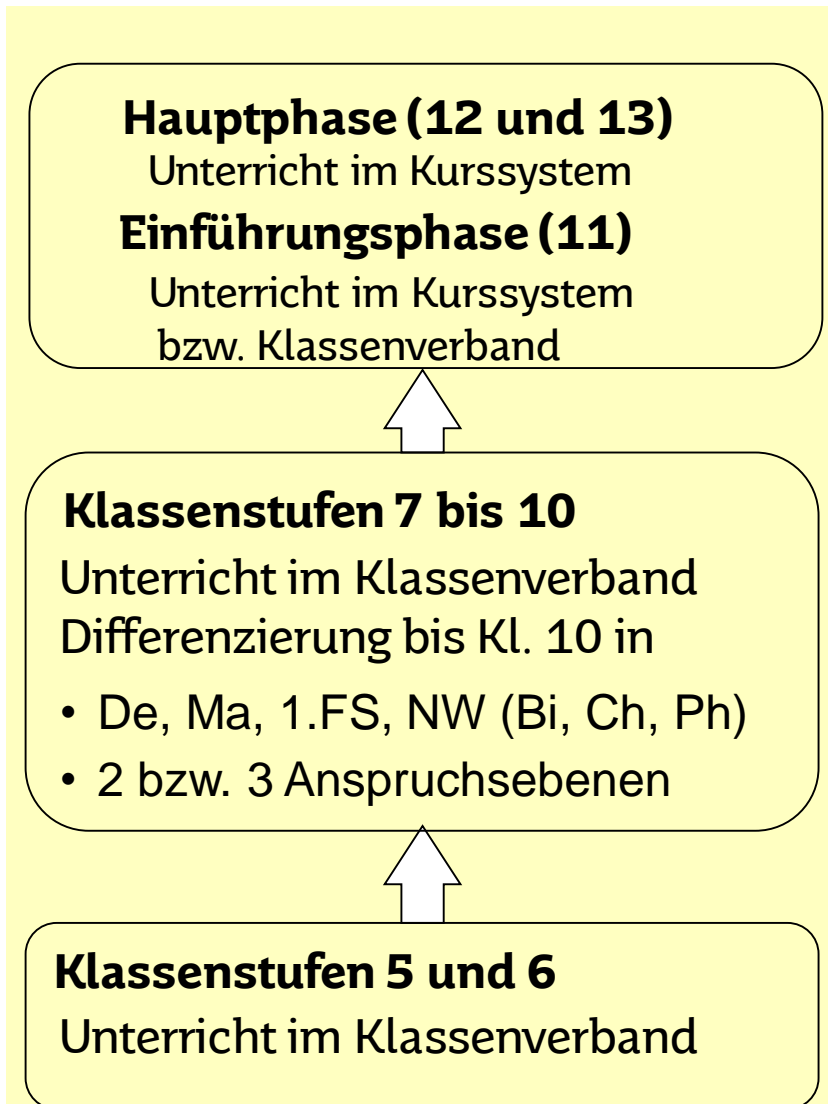 Hauptphase (12 und 13)
Unterricht im Kurssystem
Einführungsphase (11)
Unterricht im Kurssystem
bzw. Klassenverband
Klassenstufen 7 bis 10
Unterricht im Klassenverband
Differenzierung bis Kl. 10 in
• De, Ma, 1.FS, NW (Bi, Ch, Ph)
• 2 bzw. 3 Anspruchsebenen
Klassenstufen 5 und 6
Unterricht im Klassenverband